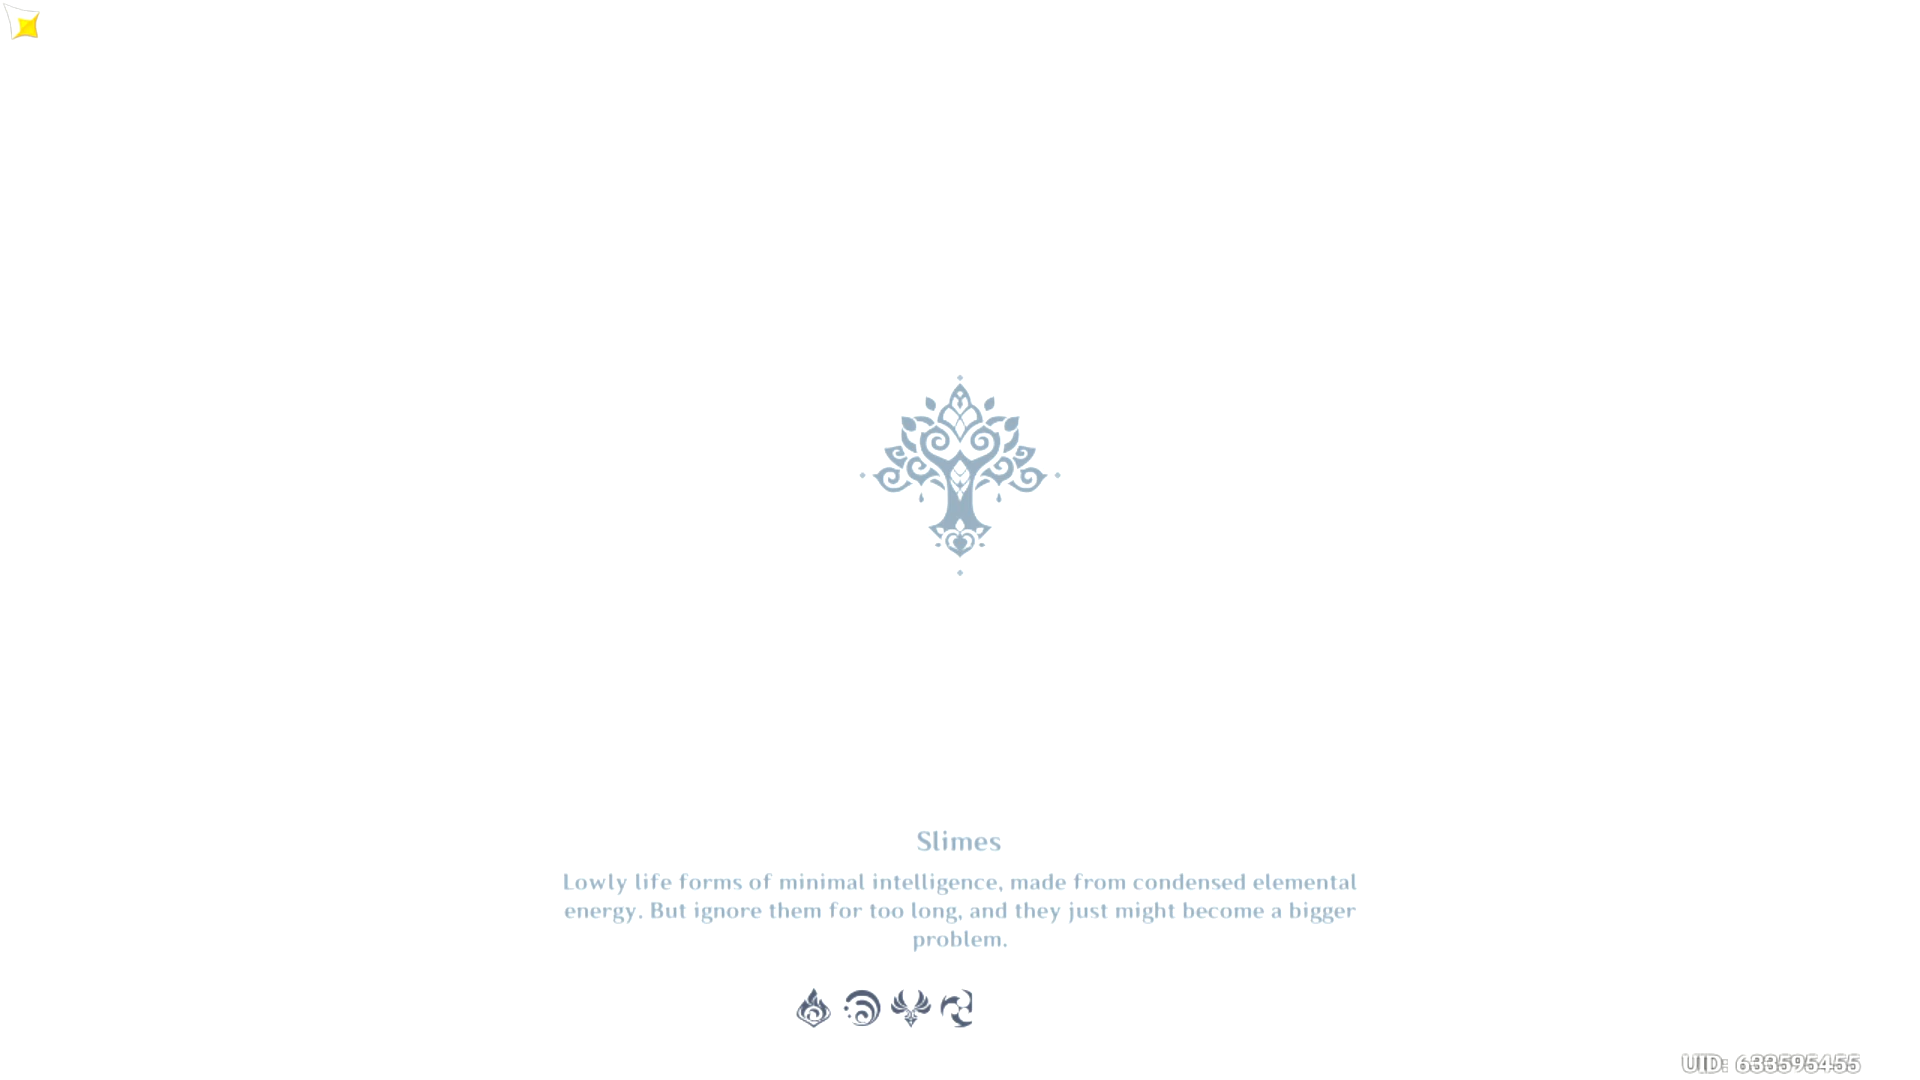 Slimes
Lowly life forms of minimal intelligence, made from condensed elemental
energy. But ignore them for too long, and they just might become a bigger
problem.
UID: 633595455